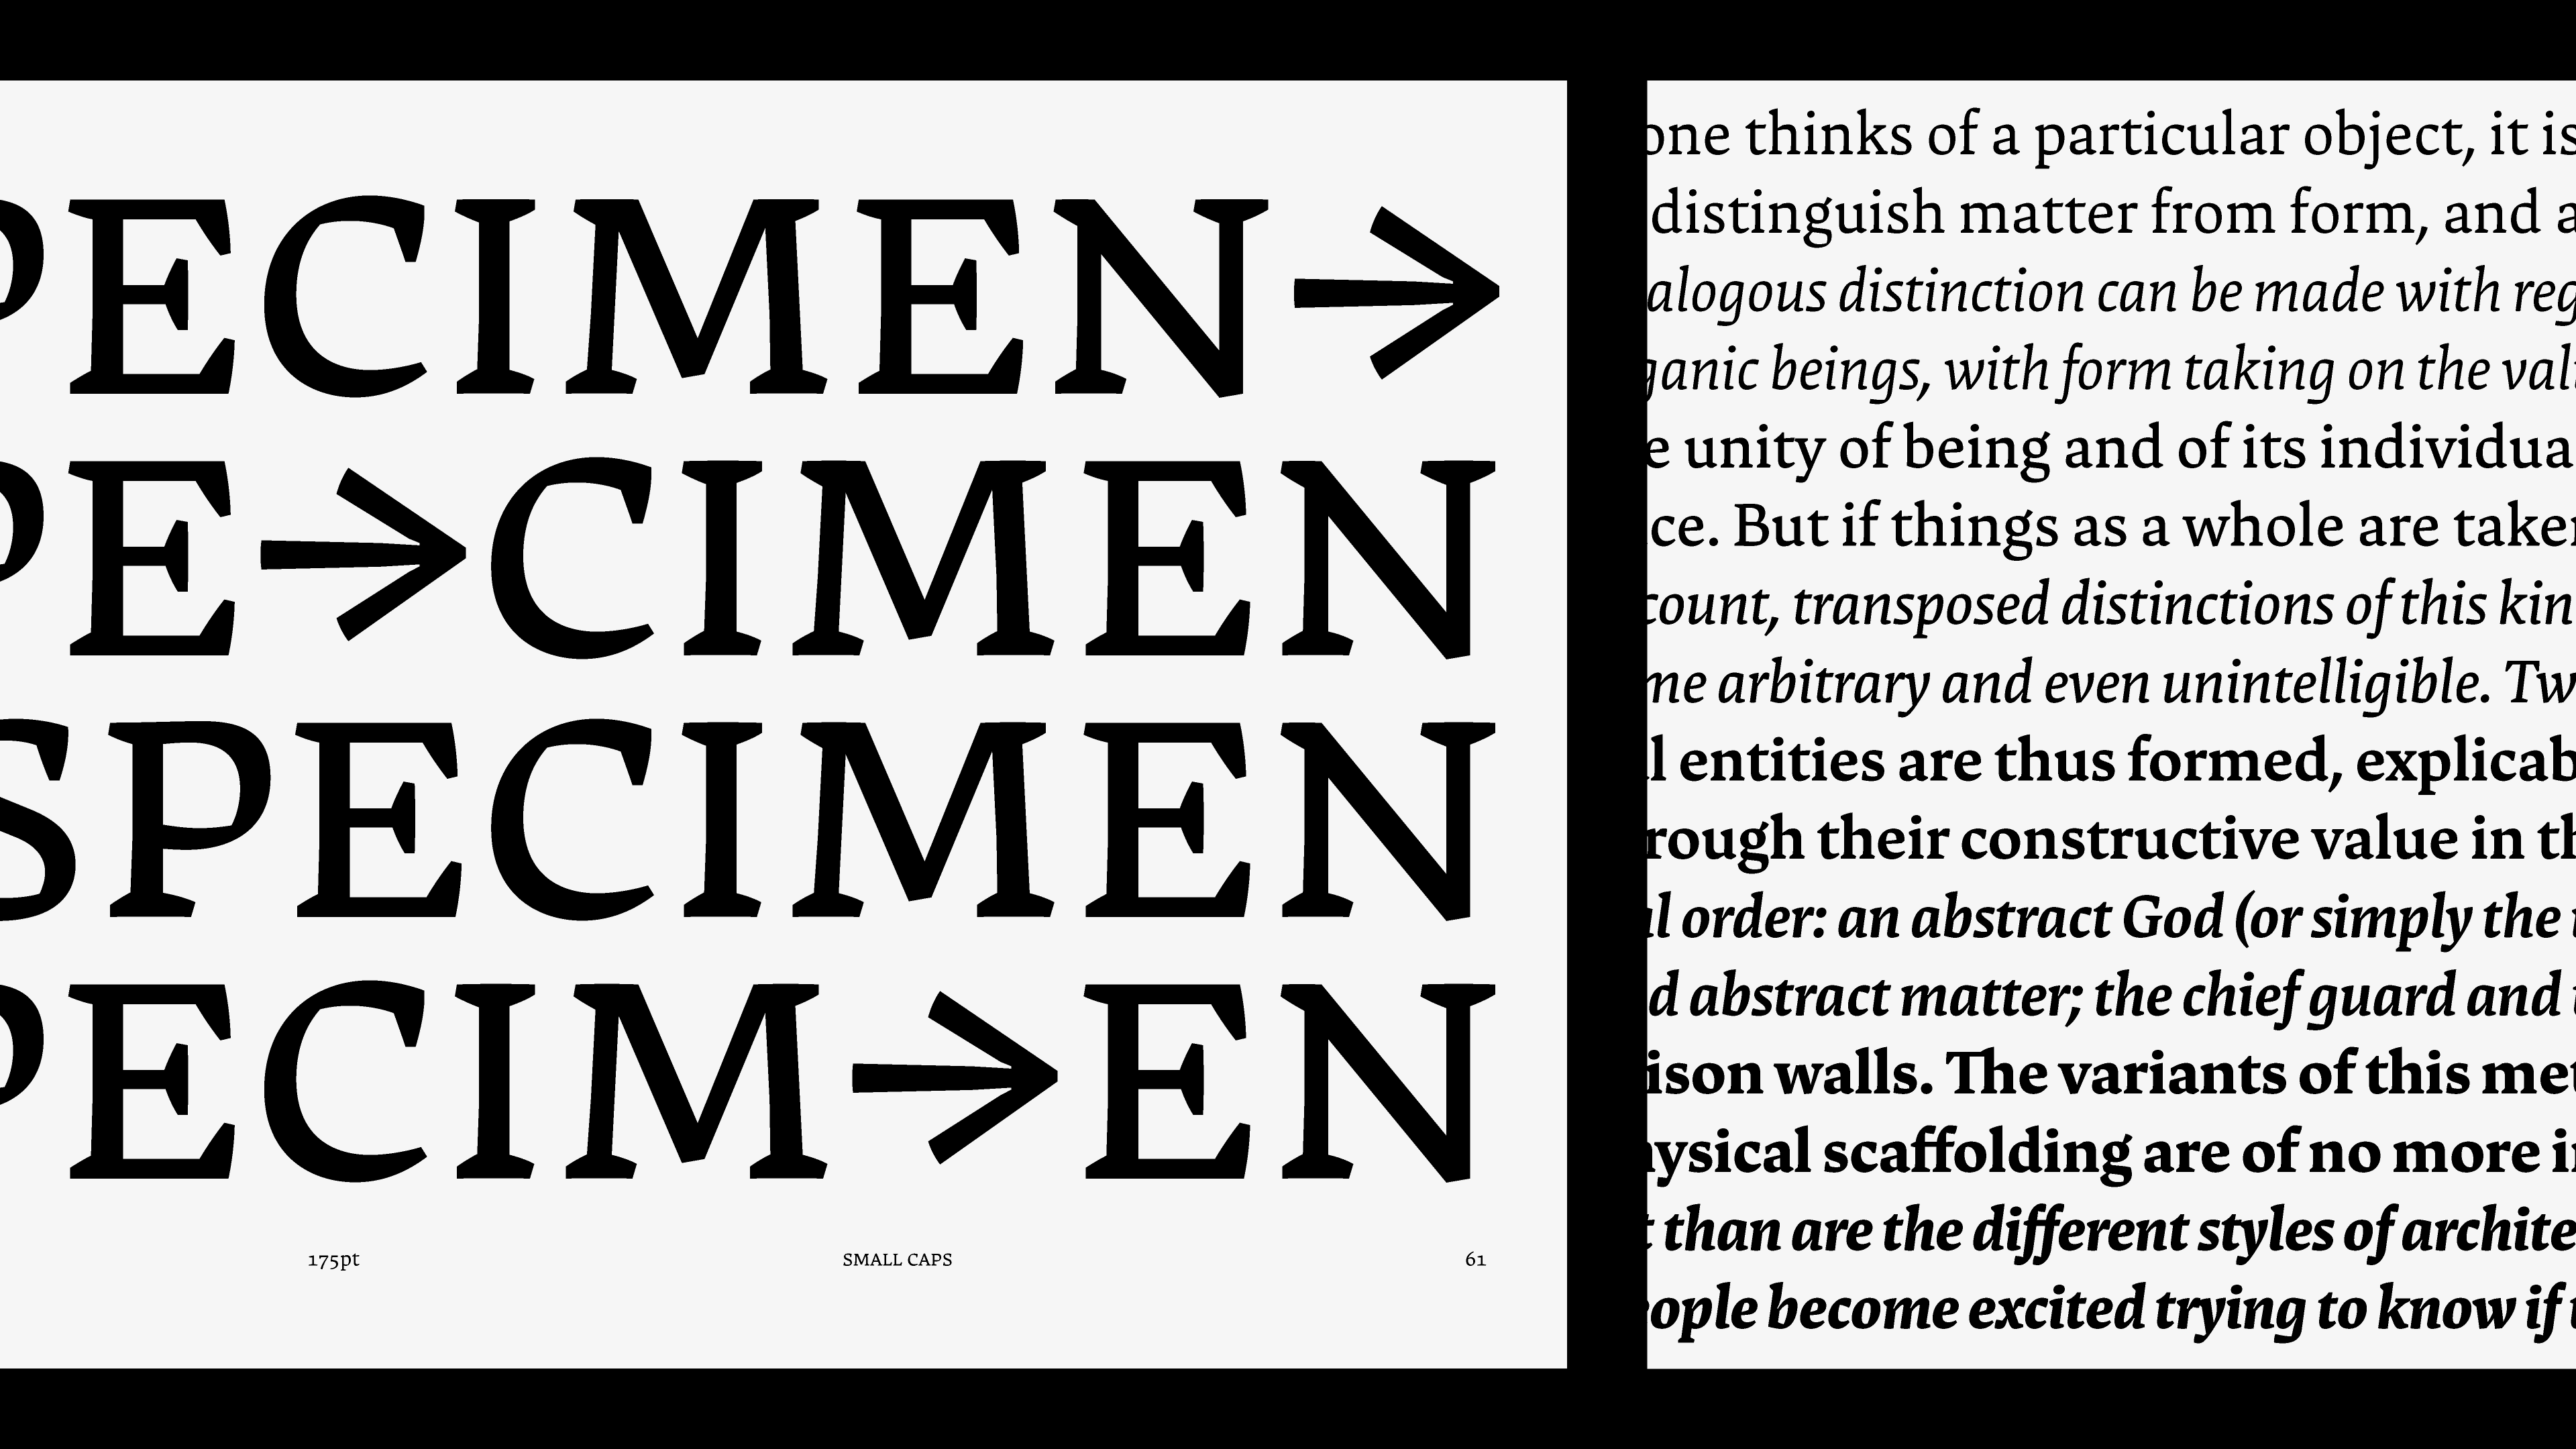 PECIMEN→
PE→CIMEN
SPECIMEN
PECIM→EN
175pt SMALL CAPS 61
one thinks of a particular object, it is
distinguish matter from form, and a
alogous distinction can be made with reg
ganic beings, with form taking on the val
e unity of being and of its individua
ce. But if things as a whole are taken
count, transposed distinctions of this kin
me arbitrary and even unintelligible. Tw
l entities are thus formed, explicab
rough their constructive value in th
al order: an abstract God (or simply the
d abstract matter; the chief guard and
ison walls. The variants of this met
hysical scaffolding are of no more in
t than are the different styles of archite
eople become excited trying to know if